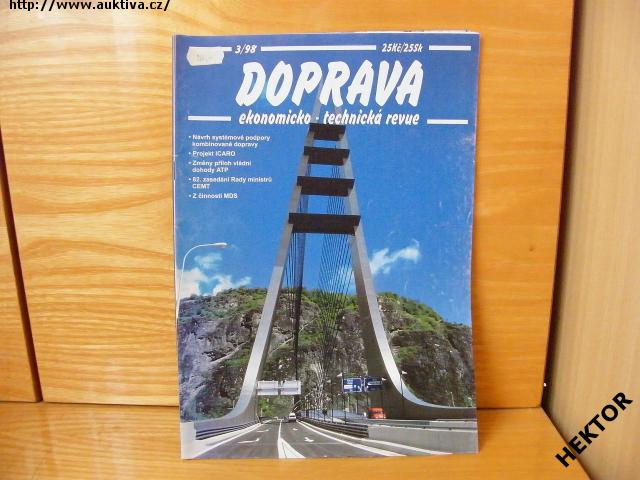 http://www.auktiva.cz/
3/98
25Kč/25Sk
DOPRAVA
ekonomicko - technická revue
• Návrh systémové podpory
kombinované dopravy
• Projekt ICARO
• Změny příloh vládní
dohody ATP
• 82. zasedání Rady ministrů
CEMT
• Z činnosti MDS
HEKTOR